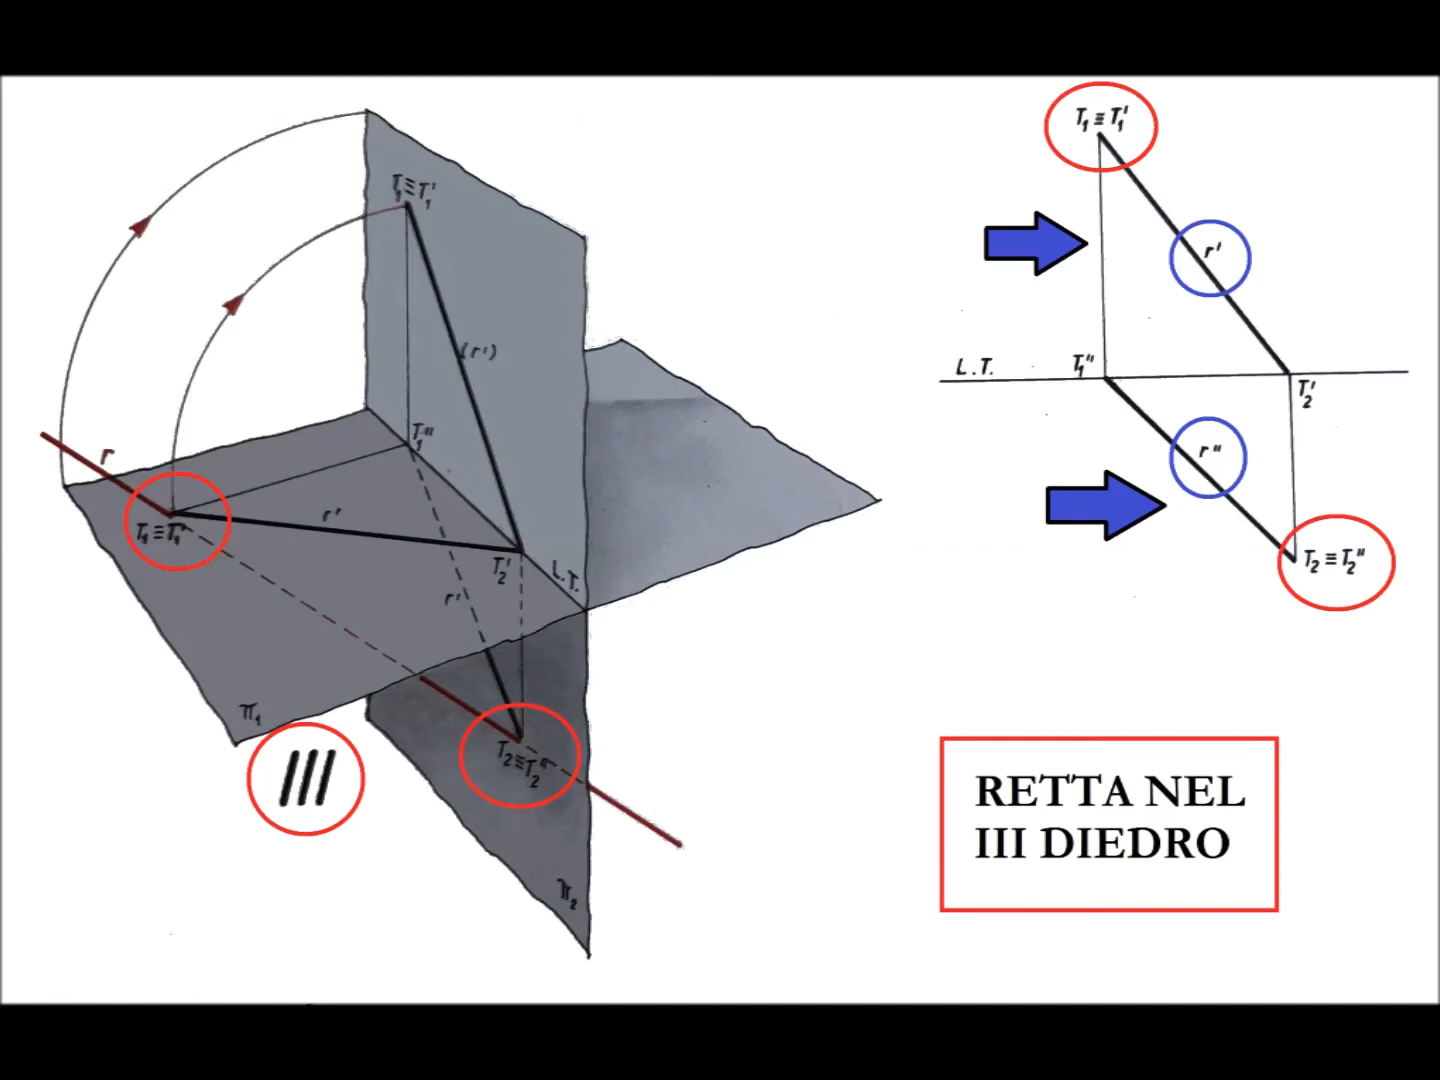 T₁≡T₁'
(r')
T₁''
r
T₁≡T₁'
r'
T₂'
L.T.
r'
π₁
III
T₂≡T₂''
π₂
T₁≡T₁'
r'
L.T.
T₁''
T₂'
r''
T₂≡T₂''
RETTA NEL
III DIEDRO